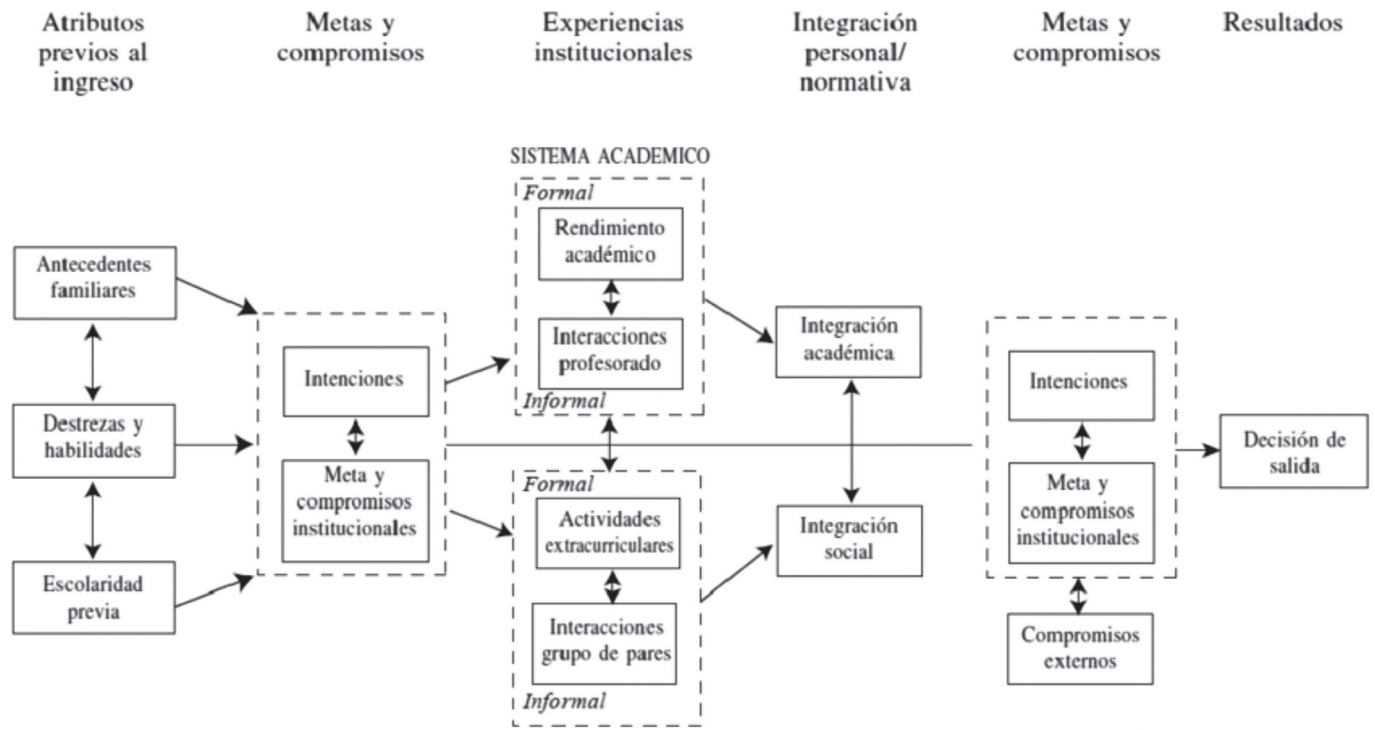 Atributos
previos al
ingreso
Metas y
compromisos
Experiencias
institucionales
Integración
personal/
normativa
Metas y
compromisos
Resultados
Antecedentes
familiares
Destrezas y
habilidades
Escolaridad
previa
Intenciones
Meta y
compromisos
institucionales
SISTEMA ACADEMICO
Formal
Rendimiento
académico
Interacciones
profesorado
Informal
Formal
Actividades
extracurriculares
Interacciones
grupo de pares
Informal
Integración
académica
Integración
social
Intenciones
Meta y
compromisos
institucionales
Compromisos
externos
Decisión de
salida